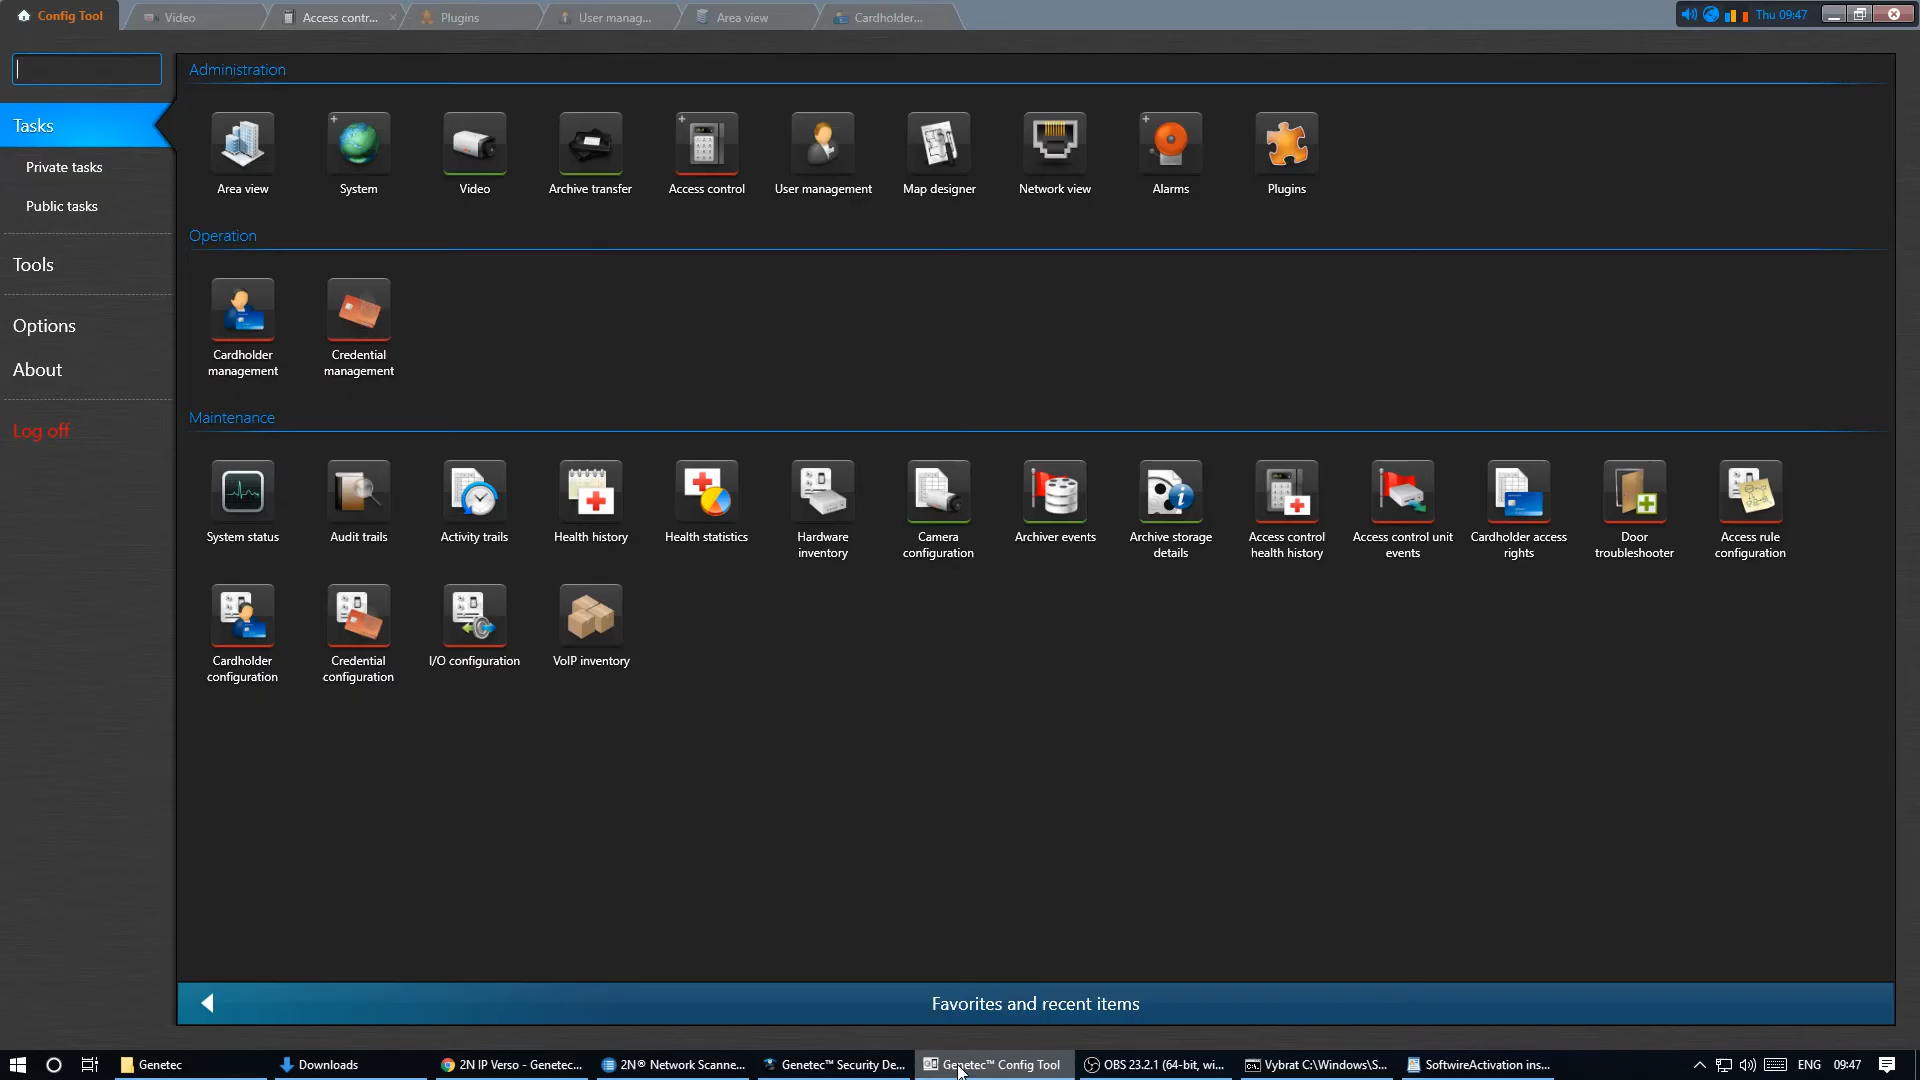 Config Tool
Video
Access contr...
Plugins
User manag...
Area view
Cardholder...
Thu 09:47
Tasks
Private tasks
Public tasks
Tools
Options
About
Log off
Administration
Area view
System
Video
Archive transfer
Access control
User management
Map designer
Network view
Alarms
Plugins
Operation
Cardholder
management
Credential
management
Maintenance
System status
Audit trails
Activity trails
Health history
Health statistics
Hardware
inventory
Camera
configuration
Archiver events
Archive storage
details
Access control
health history
Access control unit
events
Cardholder access
rights
Door
troubleshooter
Access rule
configuration
Cardholder
configuration
Credential
configuration
I/O configuration
VoIP inventory
Favorites and recent items
Genetec
Downloads
2N IP Verso - Genetec...
2N® Network Scanne...
Genetec™ Security De...
Genetec™ Config Tool
OBS 23.2.1 (64-bit, wi...
Vybrat C:\Windows\S...
SoftwireActivation ins...
ENG
09:47